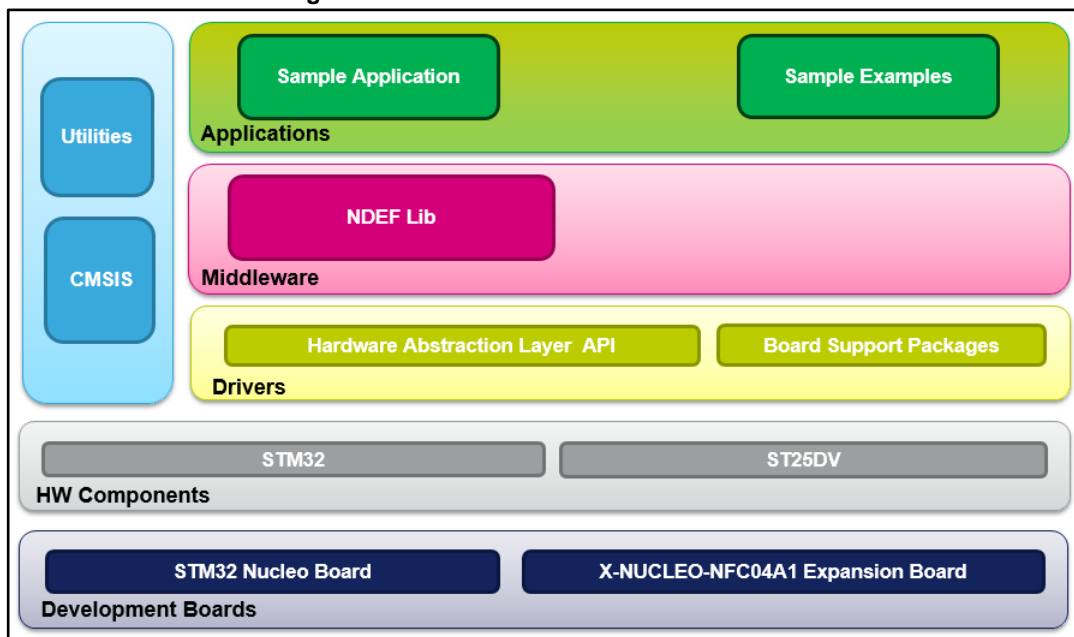 Utilities
CMSIS
Sample Application
Sample Examples
Applications
NDEF Lib
Middleware
Hardware Abstraction Layer API
Board Support Packages
Drivers
STM32
ST25DV
HW Components
STM32 Nucleo Board
X-NUCLEO-NFC04A1 Expansion Board
Development Boards